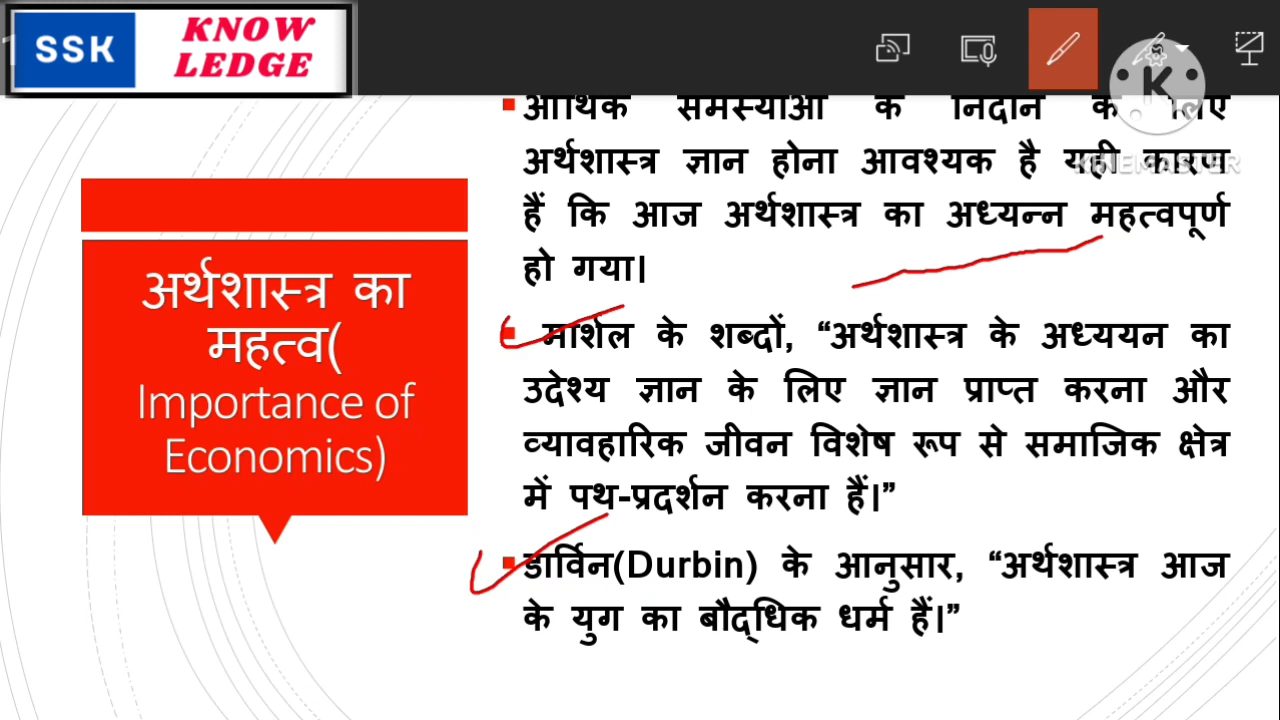 SSK
KNOW
LEDGE
KINEMASTER
अर्थशास्त्र का
महत्व(
Importance of
Economics)
आर्थिक समस्याओं के निदान के लिए
अर्थशास्त्र ज्ञान होना आवश्यक है यही कारण
हैं कि आज अर्थशास्त्र का अध्यन्न महत्वपूर्ण
हो गया।
मार्शल के शब्दों, “अर्थशास्त्र के अध्ययन का
उदेश्य ज्ञान के लिए ज्ञान प्राप्त करना और
व्यावहारिक जीवन विशेष रूप से समाजिक क्षेत्र
में पथ-प्रदर्शन करना हैं।”
डार्विन(Durbin) के आनुसार, “अर्थशास्त्र आज
के युग का बौद्धिक धर्म हैं।”